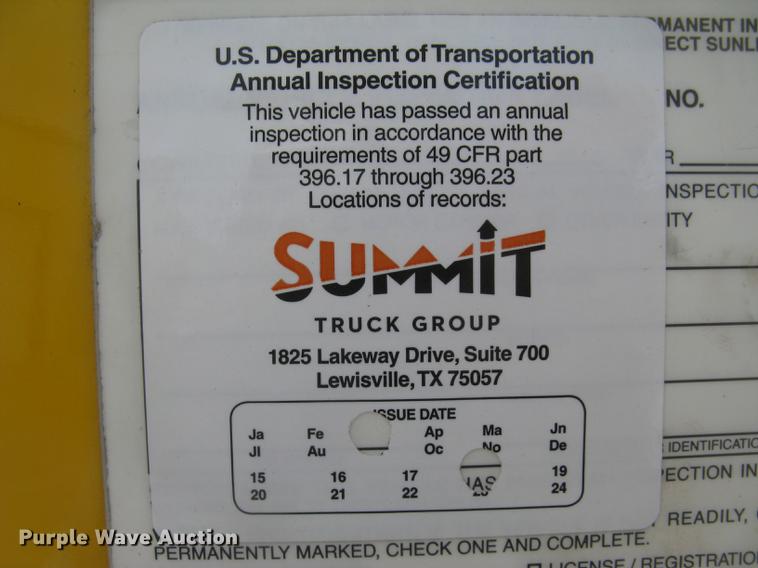 U.S. Department of Transportation
Annual Inspection Certification
This vehicle has passed an annual
inspection in accordance with the
requirements of 49 CFR part
396.17 through 396.23
Locations of records:
SUMMIT
TRUCK GROUP
1825 Lakeway Drive, Suite 700
Lewisville, TX 75057
ISSUE DATE
Ja Fe Ap Ma Jn
Jl Au Oc No De
15 16 17 19
20 21 22 23 24
MANENT IN
ECT SUNLI
NO.
R
NSPECTIO
ITY
IDENTIFICATIO
ECTION IN
READILY,
PERMANENTLY MARKED, CHECK ONE AND COMPLETE.
LICENSE / REGISTRATIO
Purple Wave Auction